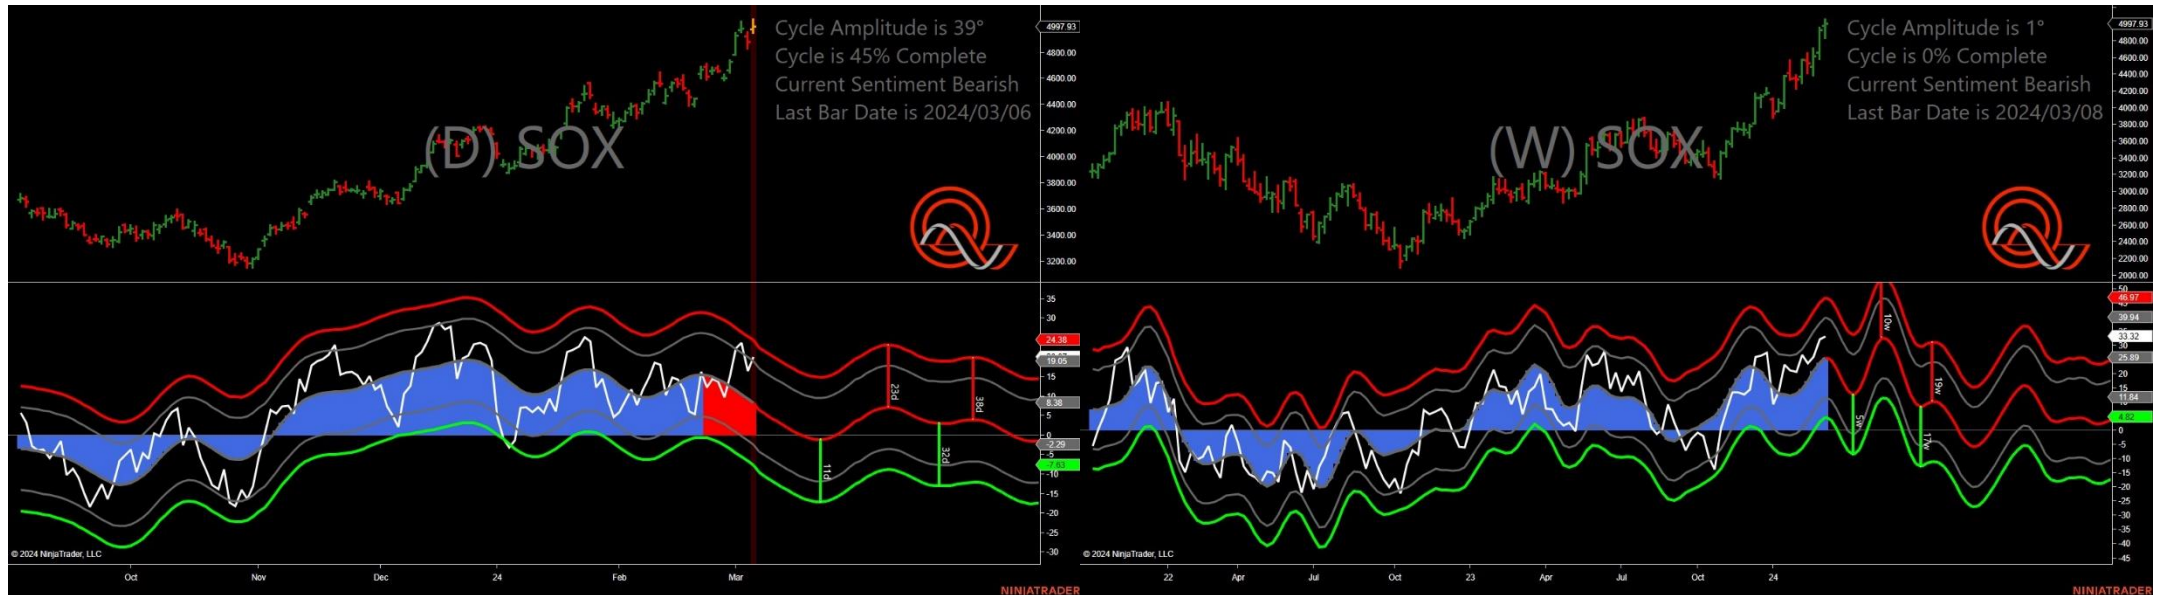 Cycle Amplitude is 39°
Cycle is 45% Complete
Current Sentiment Bearish
Last Bar Date is 2024/03/06
(D) SOX
4997.93
4800.00
4600.00
4400.00
4200.00
4000.00
3800.00
3600.00
3400.00
3200.00
35
30
24.38
19.05
15
8.38
5
0
-2.29
-5
-7.63
-10
-15
-20
-25
-30
11d
23d
32d
38d
© 2024 NinjaTrader, LLC
Oct
Nov
Dec
24
Feb
Mar
NINJATRADER
Cycle Amplitude is 1°
Cycle is 0% Complete
Current Sentiment Bearish
Last Bar Date is 2024/03/08
(W) SOX
4997.93
4800.00
4600.00
4400.00
4200.00
4000.00
3800.00
3600.00
3400.00
3200.00
3000.00
2800.00
2600.00
2400.00
2200.00
2000.00
50
46.97
39.94
33.32
30
25.89
20
15
11.84
4.82
0
-5
-10
-15
-20
-25
-30
-35
-40
-45
5w
10w
17w
19w
© 2024 NinjaTrader, LLC
22
Apr
Jul
Oct
23
Apr
Jul
Oct
24
NINJATRADER